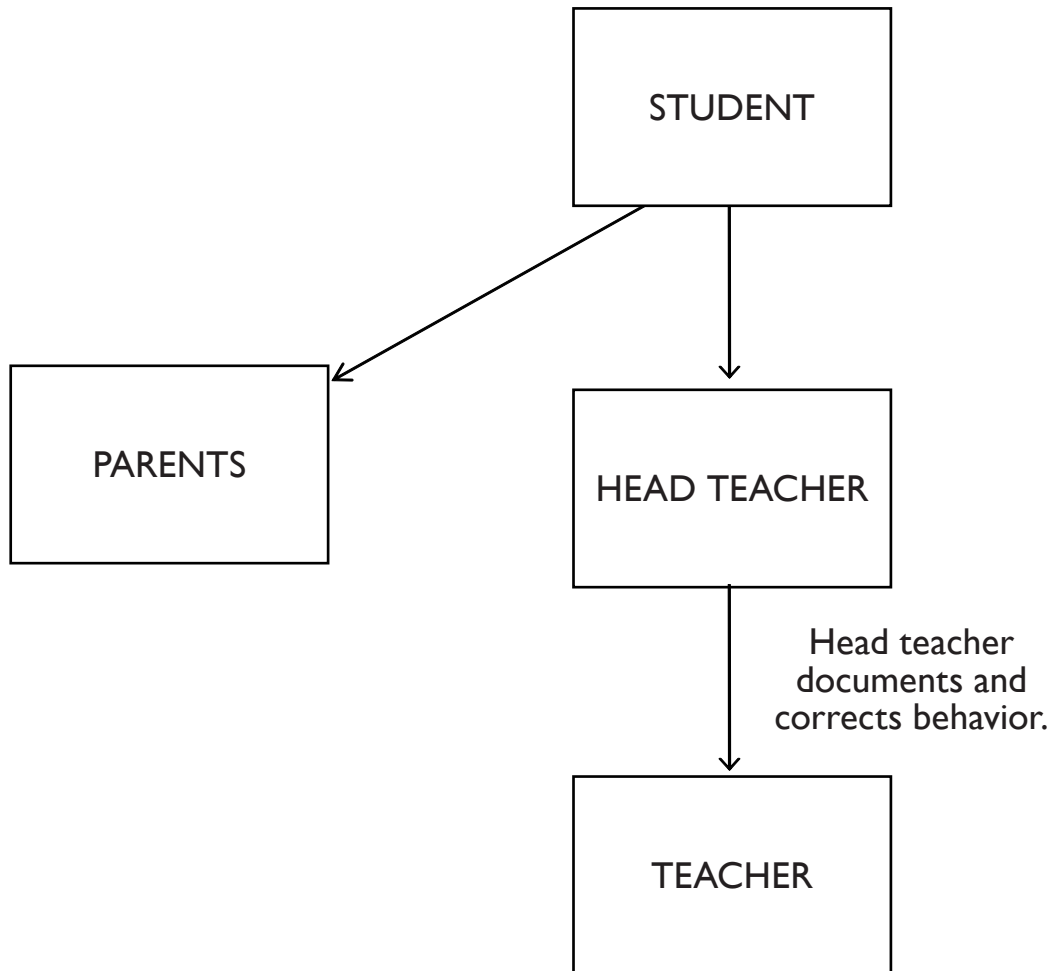 STUDENT
PARENTS
HEAD TEACHER
Head teacher
documents and
corrects behavior.
TEACHER